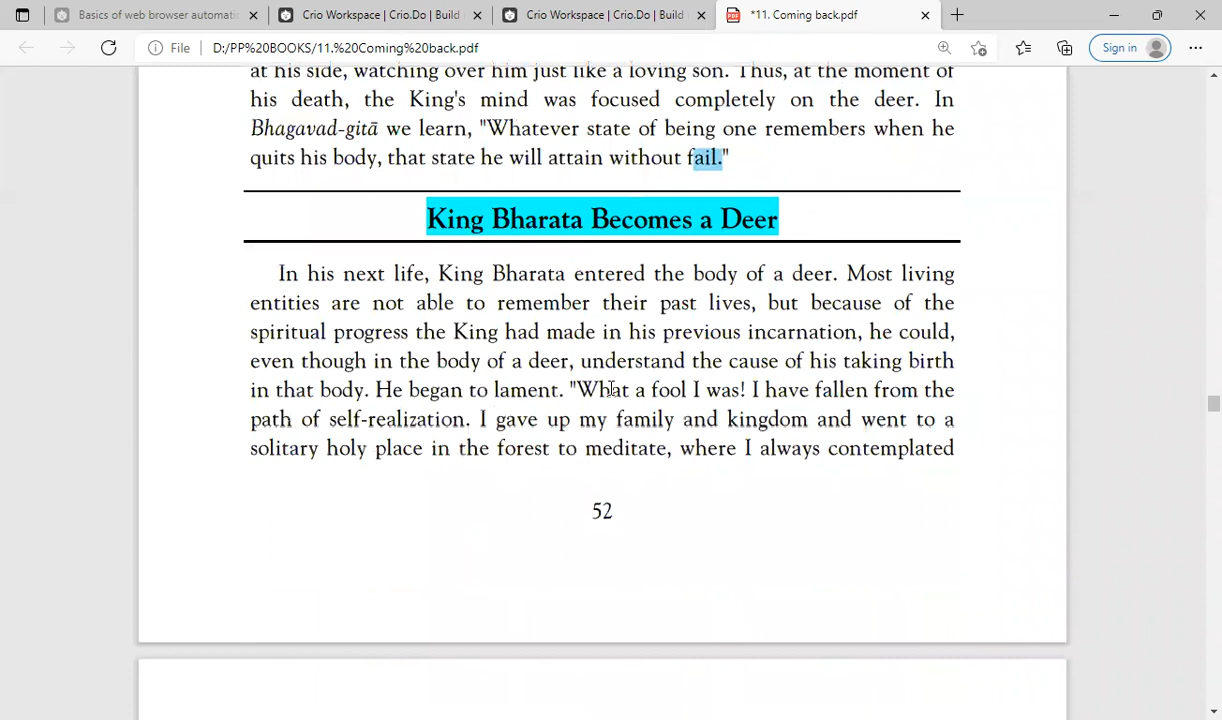 Basics of web browser automatic
Crio Workspace | Crio.Do | Build
Crio Workspace | Crio.Do | Build
*11. Coming back.pdf
File
D:/PP%20BOOKS/11.%20Coming%20back.pdf
Sign in
at his side, watching over him just like a loving son. Thus, at the moment of
his death, the King's mind was focused completely on the deer. In
Bhagavad-gitā we learn, "Whatever state of being one remembers when he
quits his body, that state he will attain without fail."
King Bharata Becomes a Deer
In his next life, King Bharata entered the body of a deer. Most living
entities are not able to remember their past lives, but because of the
spiritual progress the King had made in his previous incarnation, he could,
even though in the body of a deer, understand the cause of his taking birth
in that body. He began to lament. "What a fool I was! I have fallen from the
path of self-realization. I gave up my family and kingdom and went to a
solitary holy place in the forest to meditate, where I always contemplated
52